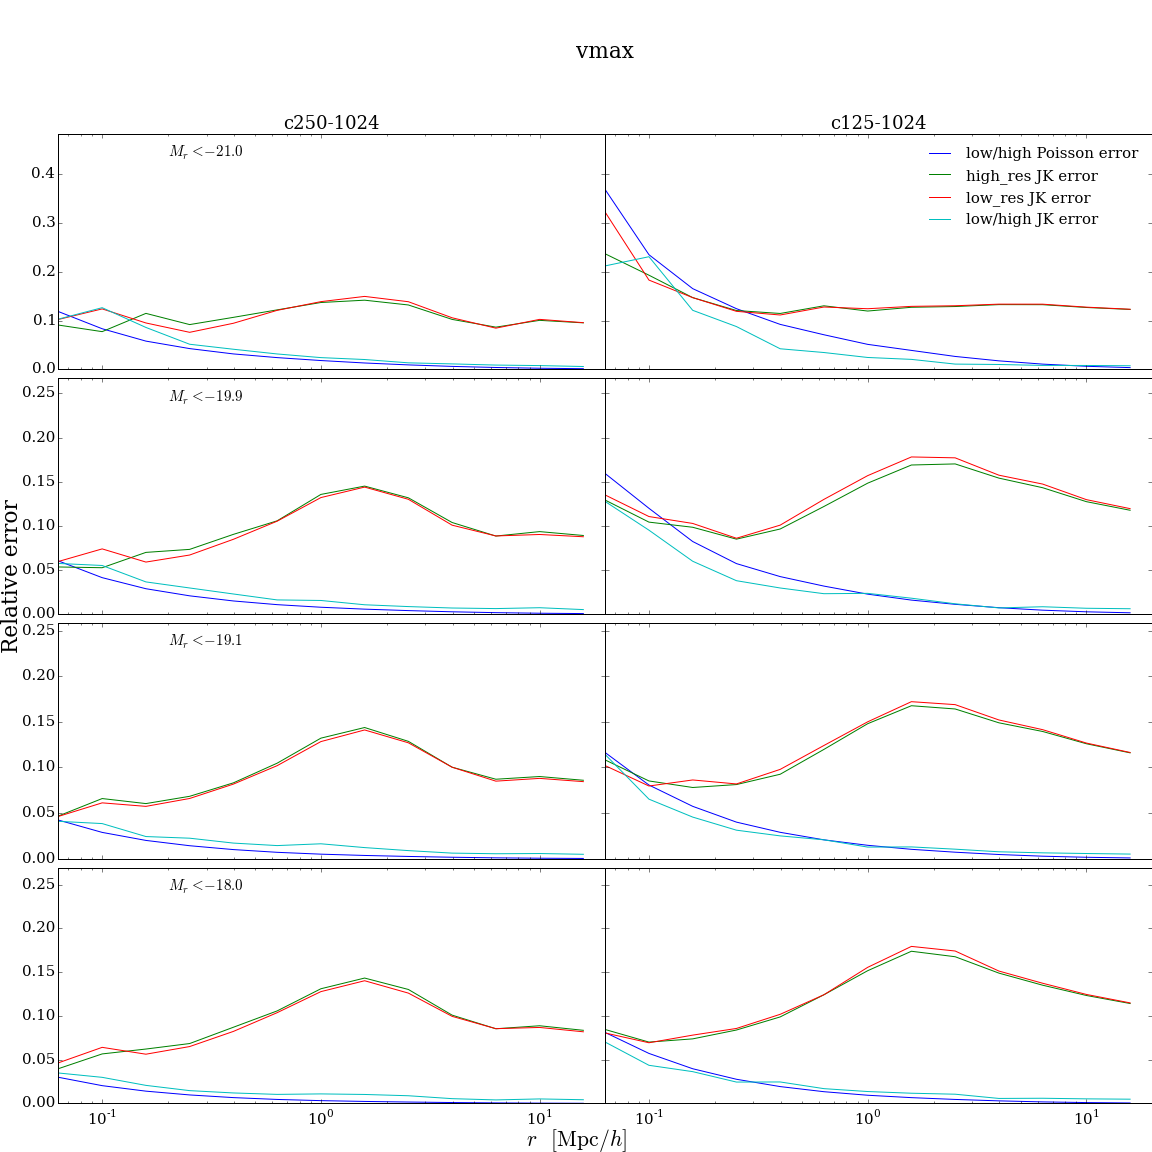 vmax
c250-1024 c125-1024
M_r < −21.0
low/high Poisson error
high_res JK error
low_res JK error
low/high JK error
0.4
0.3
0.2
0.1
0.0
M_r < −19.9
0.25
0.20
0.15
0.10
0.05
0.00
Relative error
M_r < −19.1
0.25
0.20
0.15
0.10
0.05
0.00
M_r < −18.0
0.25
0.20
0.15
0.10
0.05
0.00
10^-1 10^0 10^1 10^-1 10^0 10^1
r [Mpc/h]